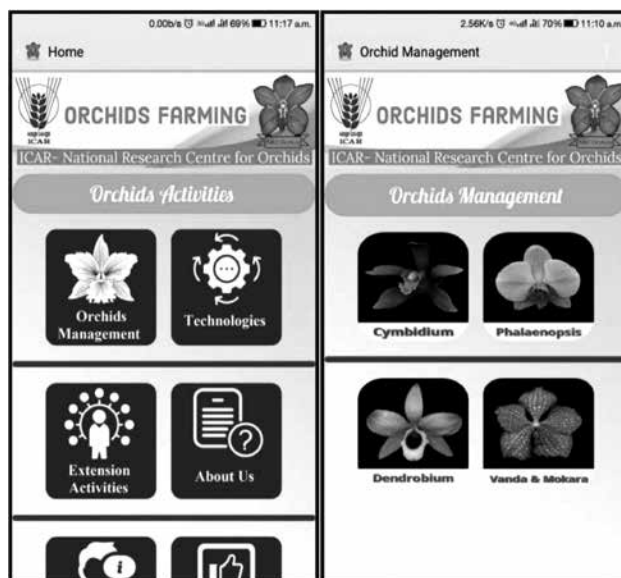 0.00b/s 69% 11:17 a.m.
Home
ORCHIDS FARMING
ICAR
ICAR- National Research Centre for Orchids
Orchids Activities
Orchids
Management
Technologies
Extension
Activities
About Us
2.56K/s 70% 11:10 a.m.
Orchid Management
ORCHIDS FARMING
ICAR
ICAR- National Research Centre for Orchids
Orchids Management
Cymbidium
Phalaenopsis
Dendrobium
Vanda & Mokara